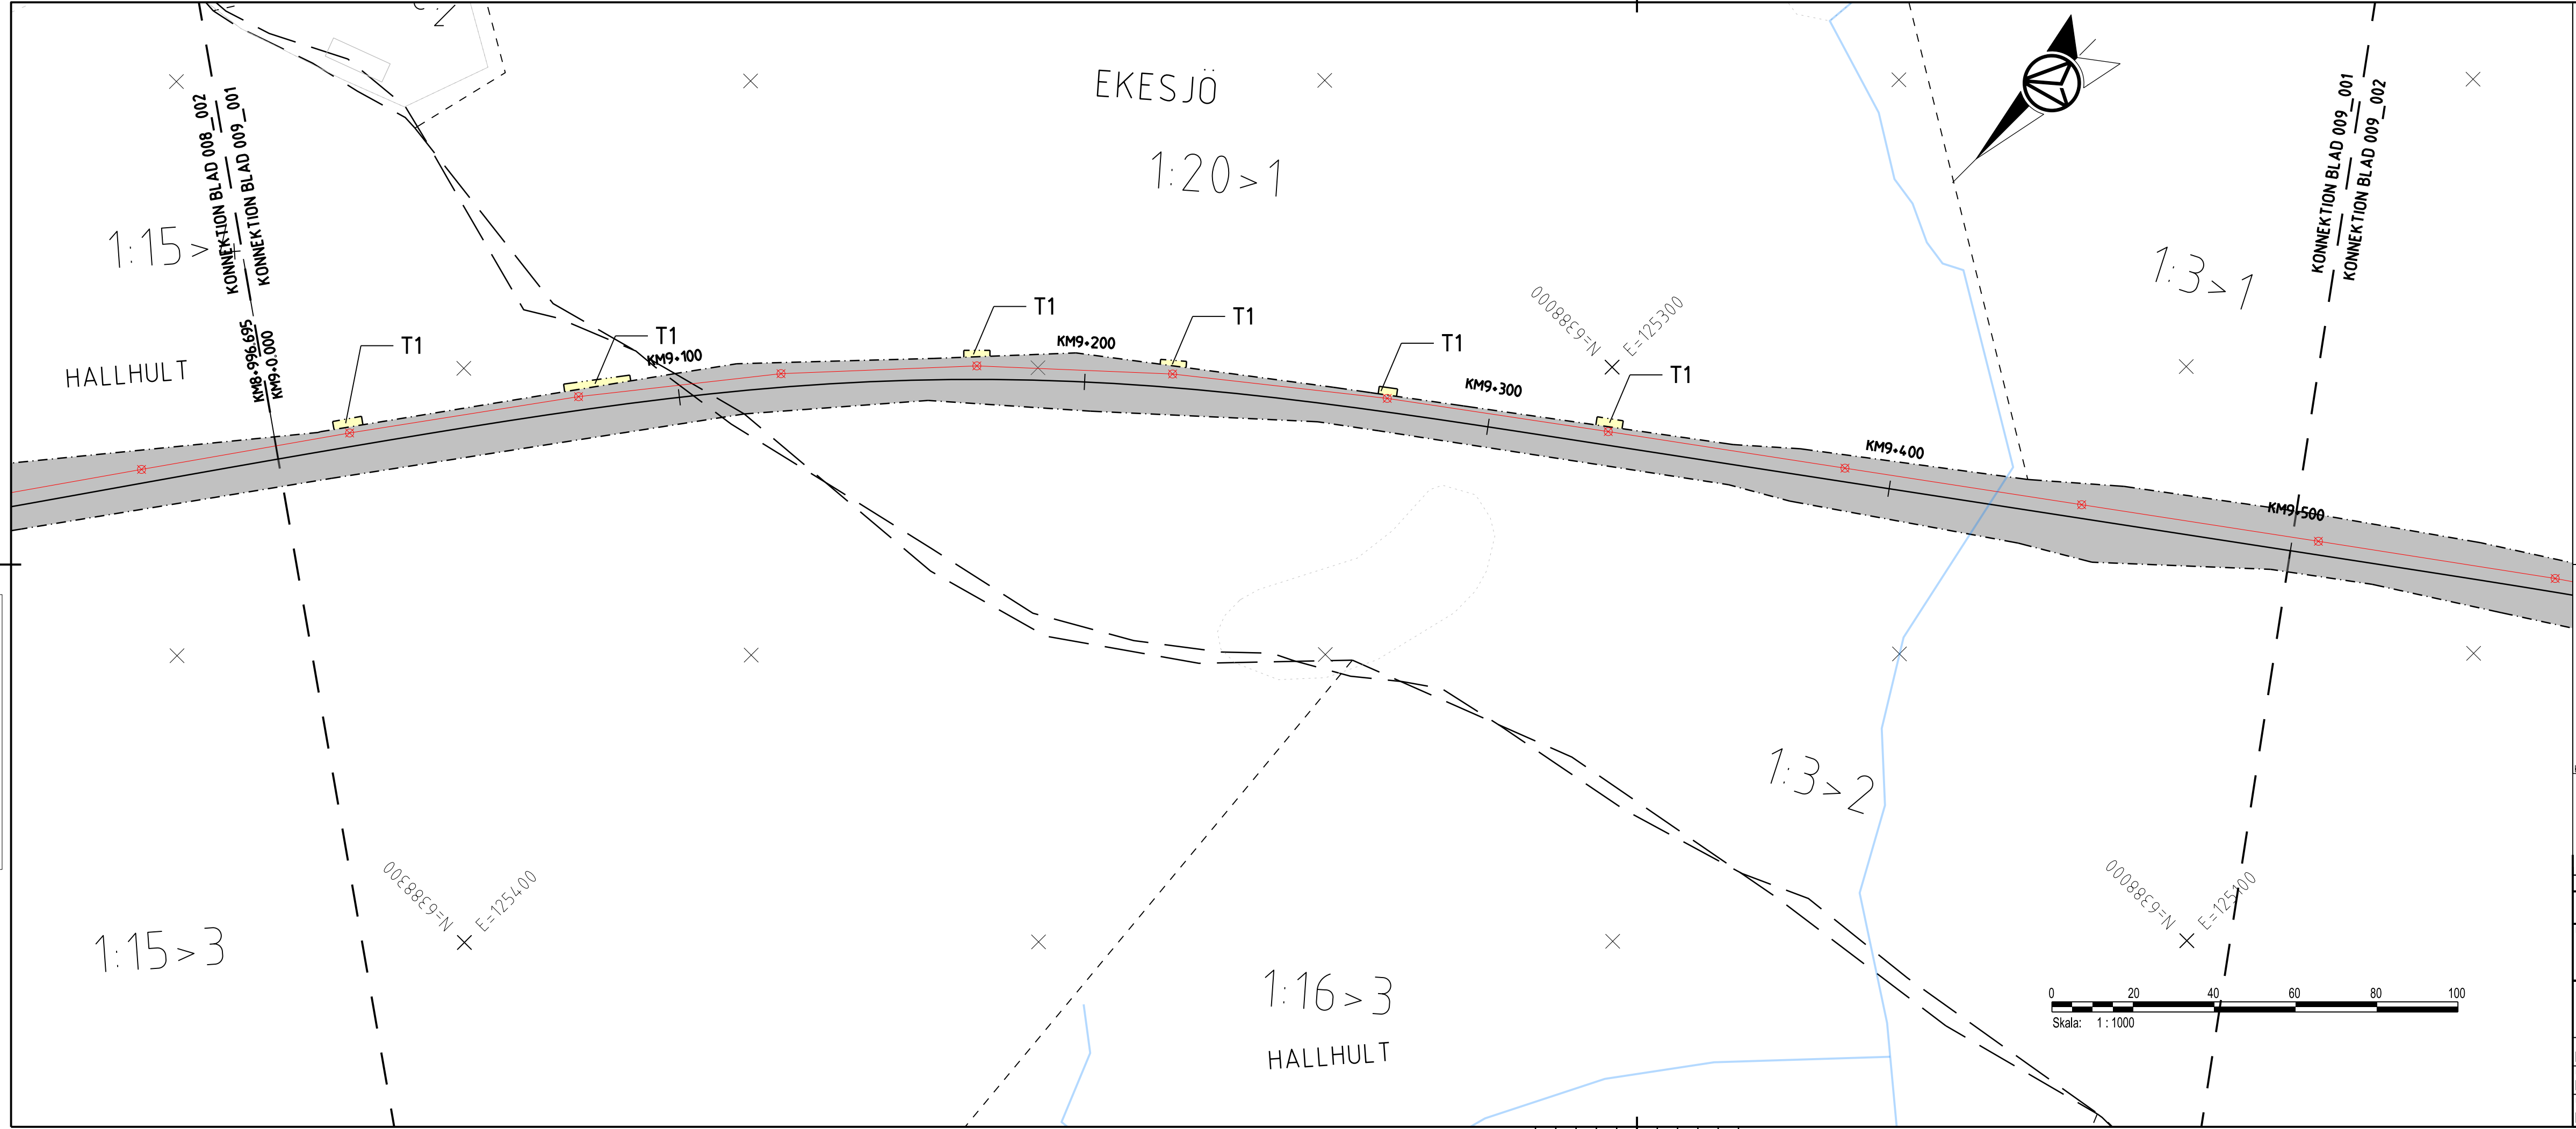 EKESJÖ
KONNEKTION BLAD 008_002
KONNEKTION BLAD 009_001
KONNEKTION BLAD 009_001
KONNEKTION BLAD 009_002
1:20>1
1:15>
1:3>1
N=6388000
E=125300
T1
T1
T1
T1
T1
T1
KM8+996.695
KM9+0.000
HALLHULT
KM9+100
KM9+200
KM9+300
KM9+400
KM9+500
1:3>2
N=6388300
E=125400
N=6388000
E=125100
1:15>3
1:16>3
HALLHULT
0 20 40 60 80 100
Skala: 1 : 1000